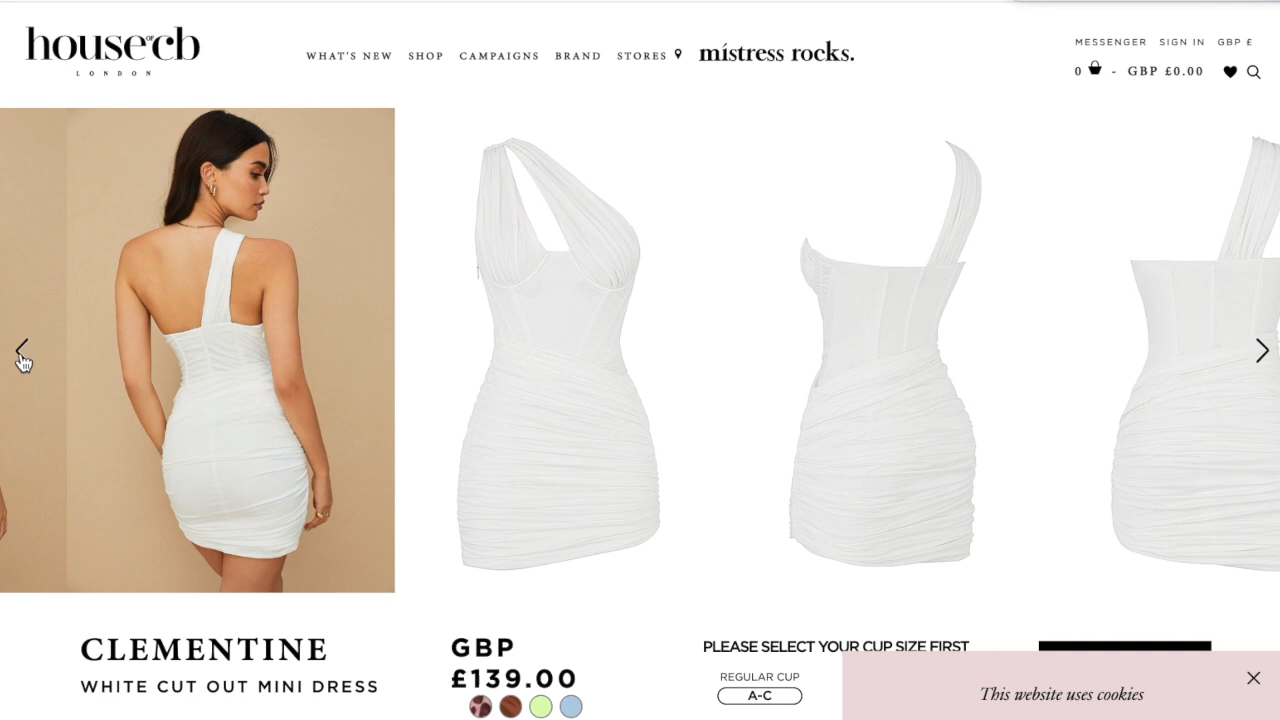 house of cb
LONDON
WHAT'S NEW SHOP CAMPAIGNS BRAND STORES
mistress rocks.
MESSENGER SIGN IN GBP £
0 - GBP £0.00
CLEMENTINE
WHITE CUT OUT MINI DRESS
GBP
£139.00
PLEASE SELECT YOUR CUP SIZE FIRST
REGULAR CUP
A-C
This website uses cookies